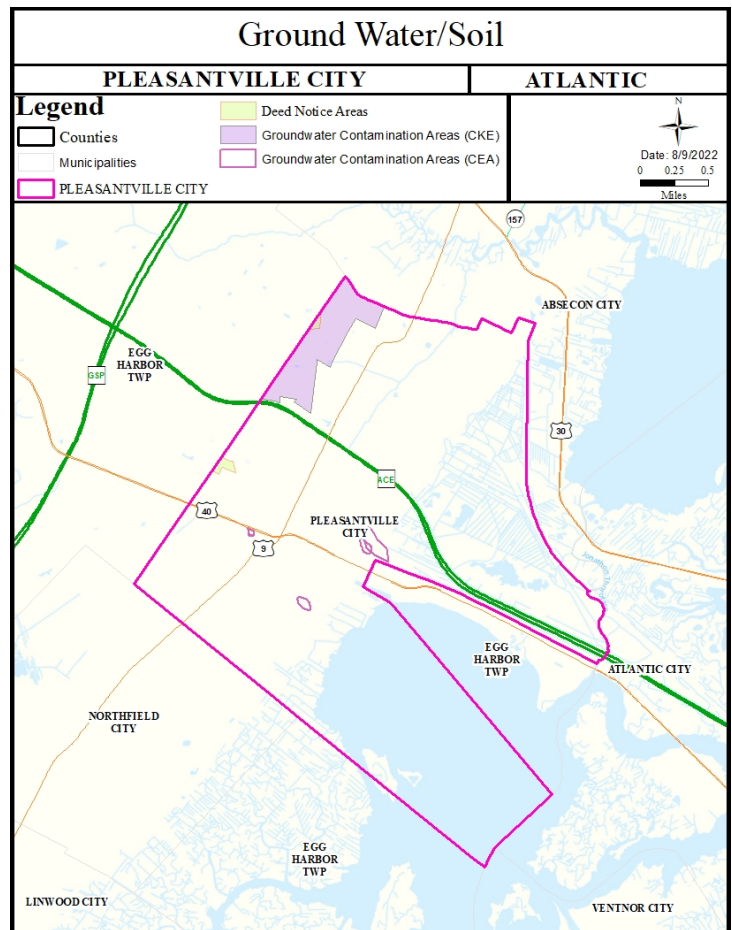 Ground Water/Soil
PLEASANTVILLE CITY
ATLANTIC
Legend
Counties
Municipalities
PLEASANTVILLE CITY
Deed Notice Areas
Groundwater Contamination Areas (CKE)
Groundwater Contamination Areas (CEA)
N
Date: 8/9/2022
0 0.25 0.5
Miles
157
ABSECON CITY
EGG
HARBOR
TWP
GSP
30
ACE
40
PLEASANTVILLE
CITY
9
EGG
HARBOR
TWP
ATLANTIC CITY
NORTHFIELD
CITY
EGG
HARBOR
TWP
LINWOOD CITY
VENTNOR CITY